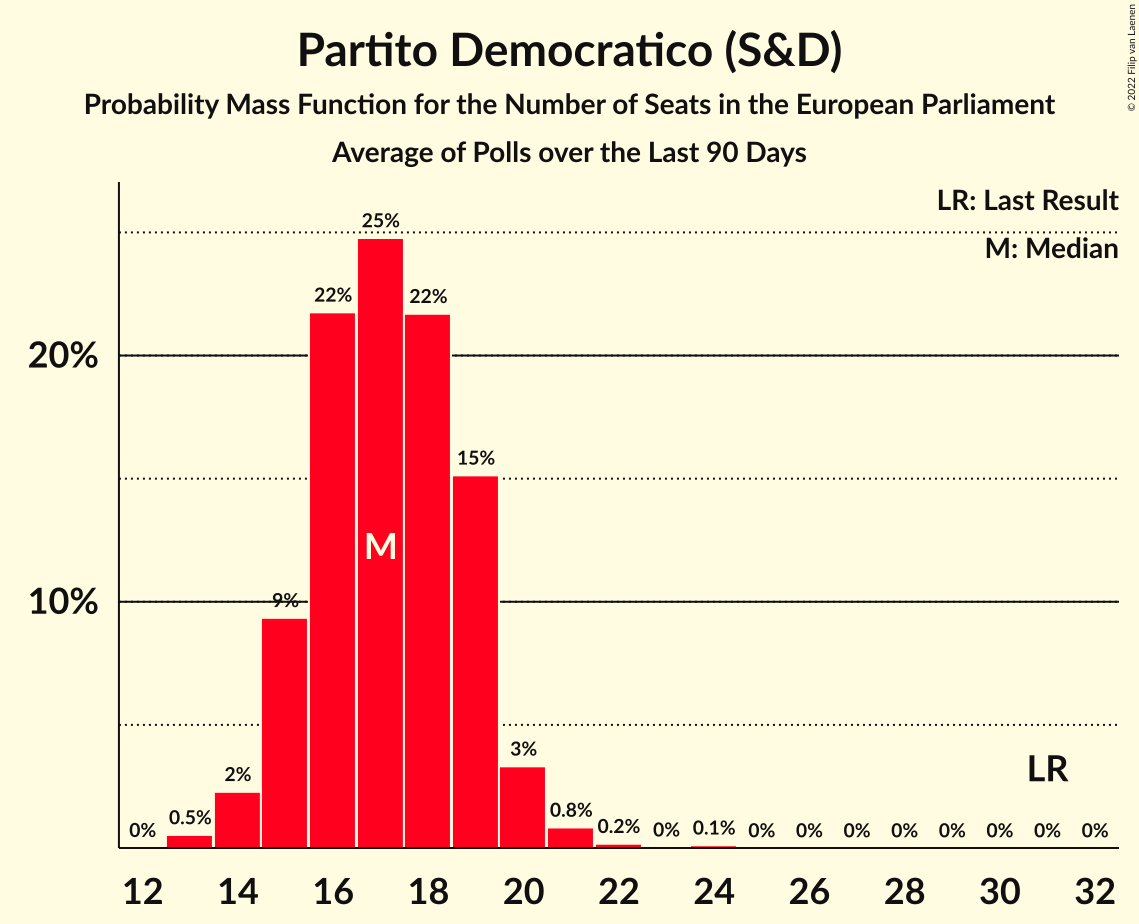 Partito Democratico (S&D)
Probability Mass Function for the Number of Seats in the European Parliament
Average of Polls over the Last 90 Days
© 2022 Filip van Laenen
LR: Last Result
M: Median
20%
10%
0%
0.5%
2%
9%
22%
25%
22%
15%
3%
0.8%
0.2%
0%
0.1%
0%
0%
0%
0%
0%
0%
0%
0%
M
LR
12 14 16 18 20 22 24 26 28 30 32